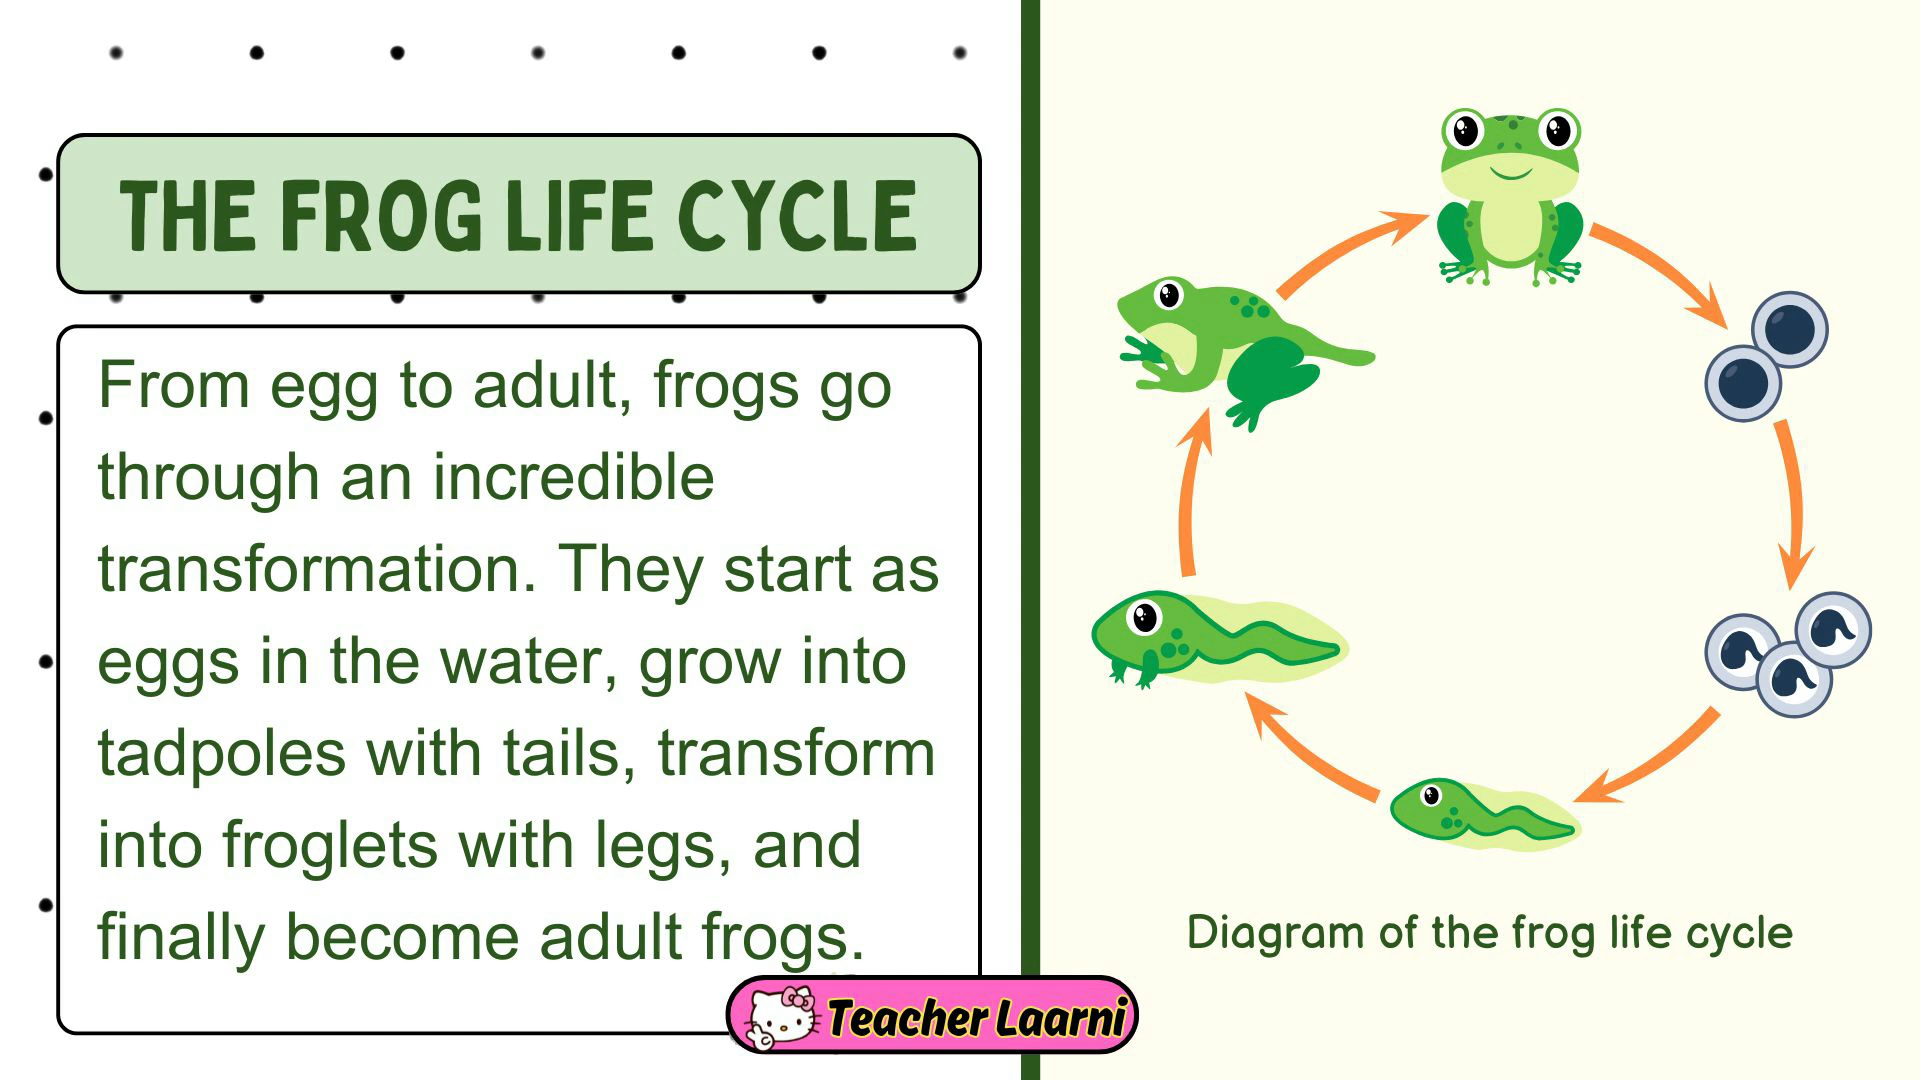 THE FROG LIFE CYCLE
From egg to adult, frogs go
through an incredible
transformation. They start as
eggs in the water, grow into
tadpoles with tails, transform
into froglets with legs, and
finally become adult frogs.
Diagram of the frog life cycle
Teacher Laarni